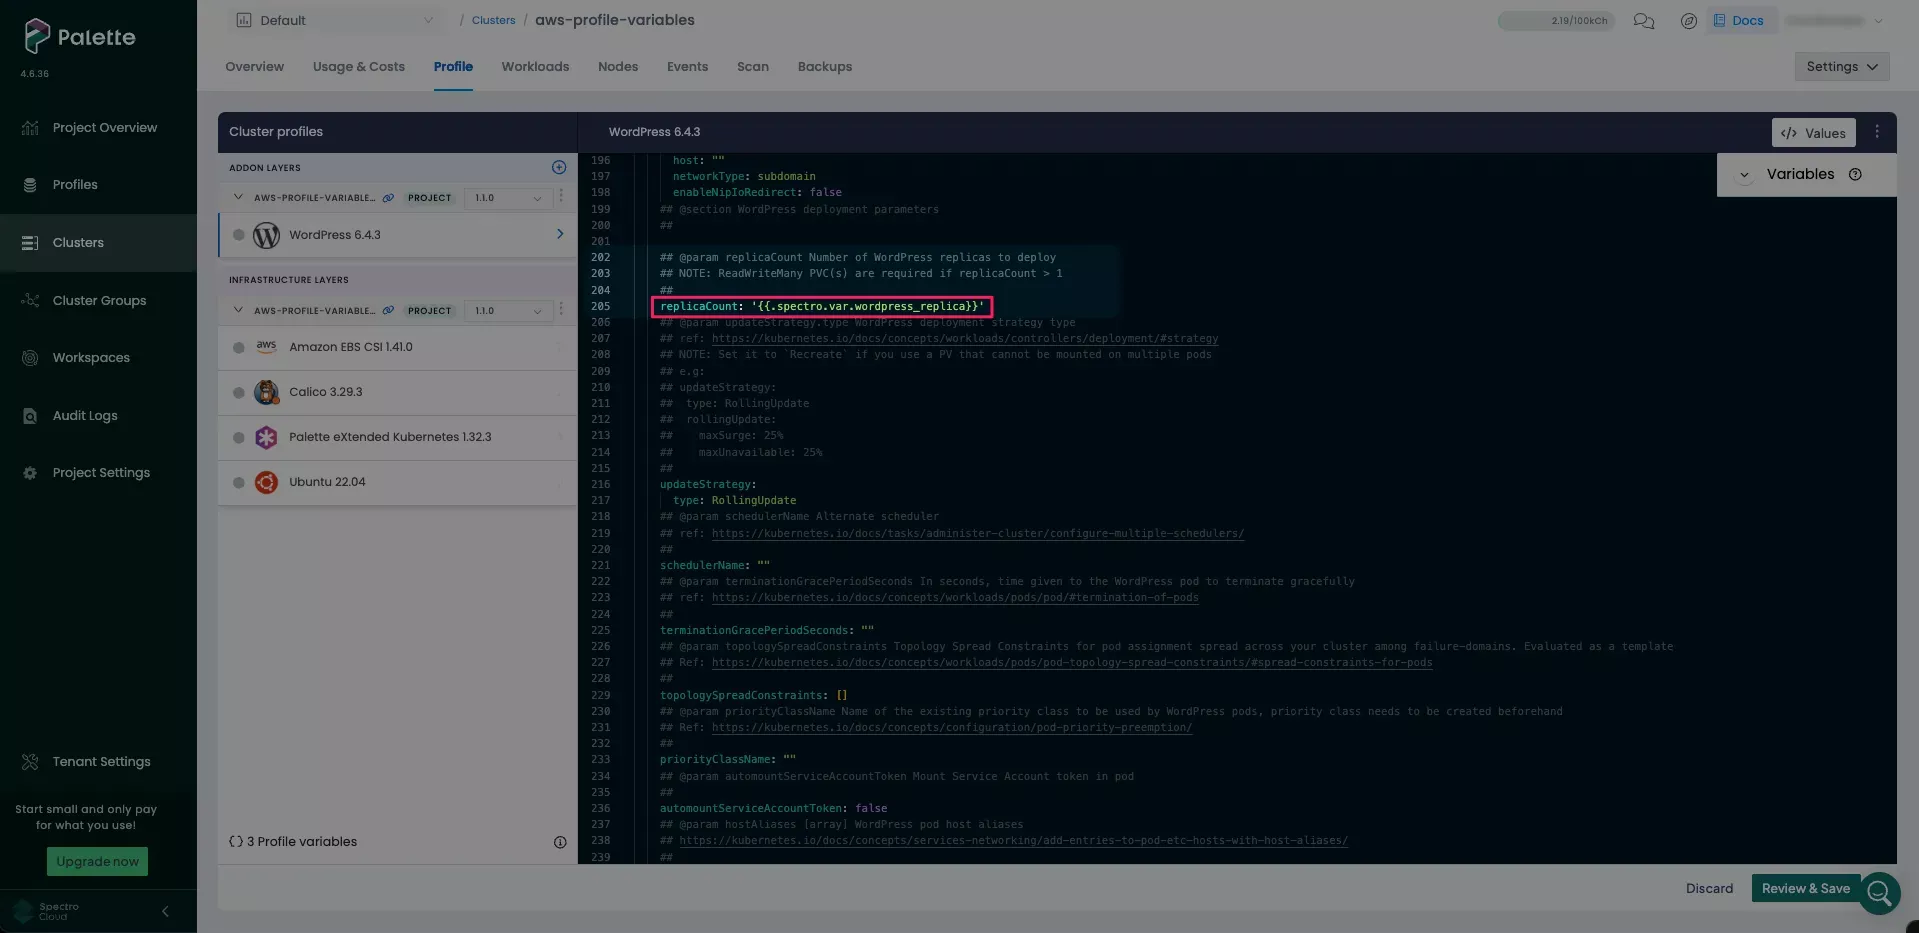 Palette
4.6.36
Project Overview
Profiles
Clusters
Cluster Groups
Workspaces
Audit Logs
Project Settings
Tenant Settings
Start small and only pay
for what you use!
Upgrade now
Spectro
Cloud
Default
/ Clusters / aws-profile-variables
2.19/100kCh
Docs
Overview
Usage & Costs
Profile
Workloads
Nodes
Events
Scan
Backups
Settings
Cluster profiles
ADDON LAYERS
AWS-PROFILE-VARIABLE... PROJECT 1.1.0
WordPress 6.4.3
INFRASTRUCTURE LAYERS
AWS-PROFILE-VARIABLE... PROJECT 1.1.0
aws Amazon EBS CSI 1.41.0
Calico 3.29.3
Palette eXtended Kubernetes 1.32.3
Ubuntu 22.04
{} 3 Profile variables
WordPress 6.4.3
</> Values
Variables
196 host: ""
197 networkType: subdomain
198 enableNipIoRedirect: false
199 ## @section WordPress deployment parameters
200 ##
201
202 ## @param replicaCount Number of WordPress replicas to deploy
203 ## NOTE: ReadWriteMany PVC(s) are required if replicaCount > 1
204 ##
205 replicaCount: '{{.spectro.var.wordpress_replica}}'
206 ## @param updateStrategy.type WordPress deployment strategy type
207 ## ref: https://kubernetes.io/docs/concepts/workloads/controllers/deployment/#strategy
208 ## NOTE: Set it to `Recreate` if you use a PV that cannot be mounted on multiple pods
209 ## e.g:
210 ## updateStrategy:
211 ##  type: RollingUpdate
212 ##  rollingUpdate:
213 ##    maxSurge: 25%
214 ##    maxUnavailable: 25%
215 ##
216 updateStrategy:
217 type: RollingUpdate
218 ## @param schedulerName Alternate scheduler
219 ## ref: https://kubernetes.io/docs/tasks/administer-cluster/configure-multiple-schedulers/
220 ##
221 schedulerName: ""
222 ## @param terminationGracePeriodSeconds In seconds, time given to the WordPress pod to terminate gracefully
223 ## ref: https://kubernetes.io/docs/concepts/workloads/pods/pod/#termination-of-pods
224 ##
225 terminationGracePeriodSeconds: ""
226 ## @param topologySpreadConstraints Topology Spread Constraints for pod assignment spread across your cluster among failure-domains. Evaluated as a template
227 ## Ref: https://kubernetes.io/docs/concepts/workloads/pods/pod-topology-spread-constraints/#spread-constraints-for-pods
228 ##
229 topologySpreadConstraints: []
230 ## @param priorityClassName Name of the existing priority class to be used by WordPress pods, priority class needs to be created beforehand
231 ## Ref: https://kubernetes.io/docs/concepts/configuration/pod-priority-preemption/
232 ##
233 priorityClassName: ""
234 ## @param automountServiceAccountToken Mount Service Account token in pod
235 ##
236 automountServiceAccountToken: false
237 ## @param hostAliases [array] WordPress pod host aliases
238 ## https://kubernetes.io/docs/concepts/services-networking/add-entries-to-pod-etc-hosts-with-host-aliases/
239 ##
Discard
Review & Save